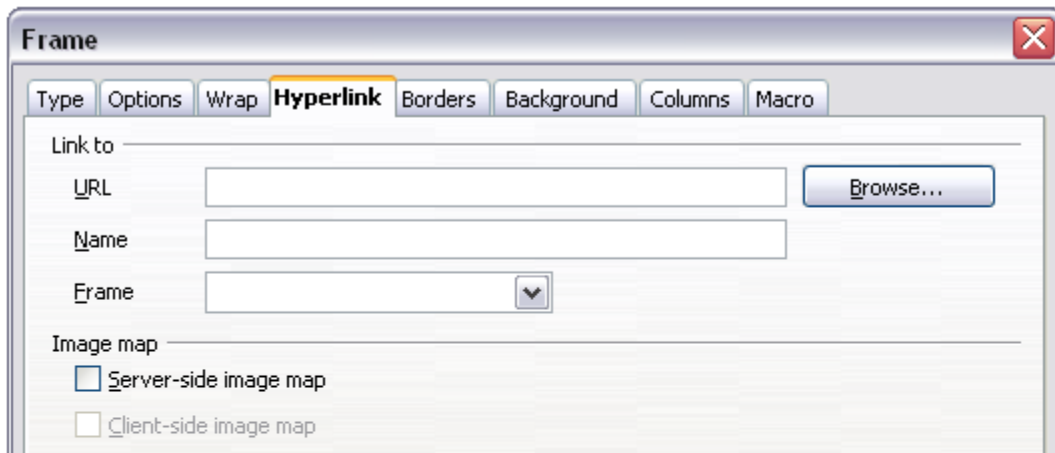 Frame
Type Options Wrap Hyperlink Borders Background Columns Macro
Link to
URL Browse...
Name
Frame
Image map
Server-side image map
Client-side image map